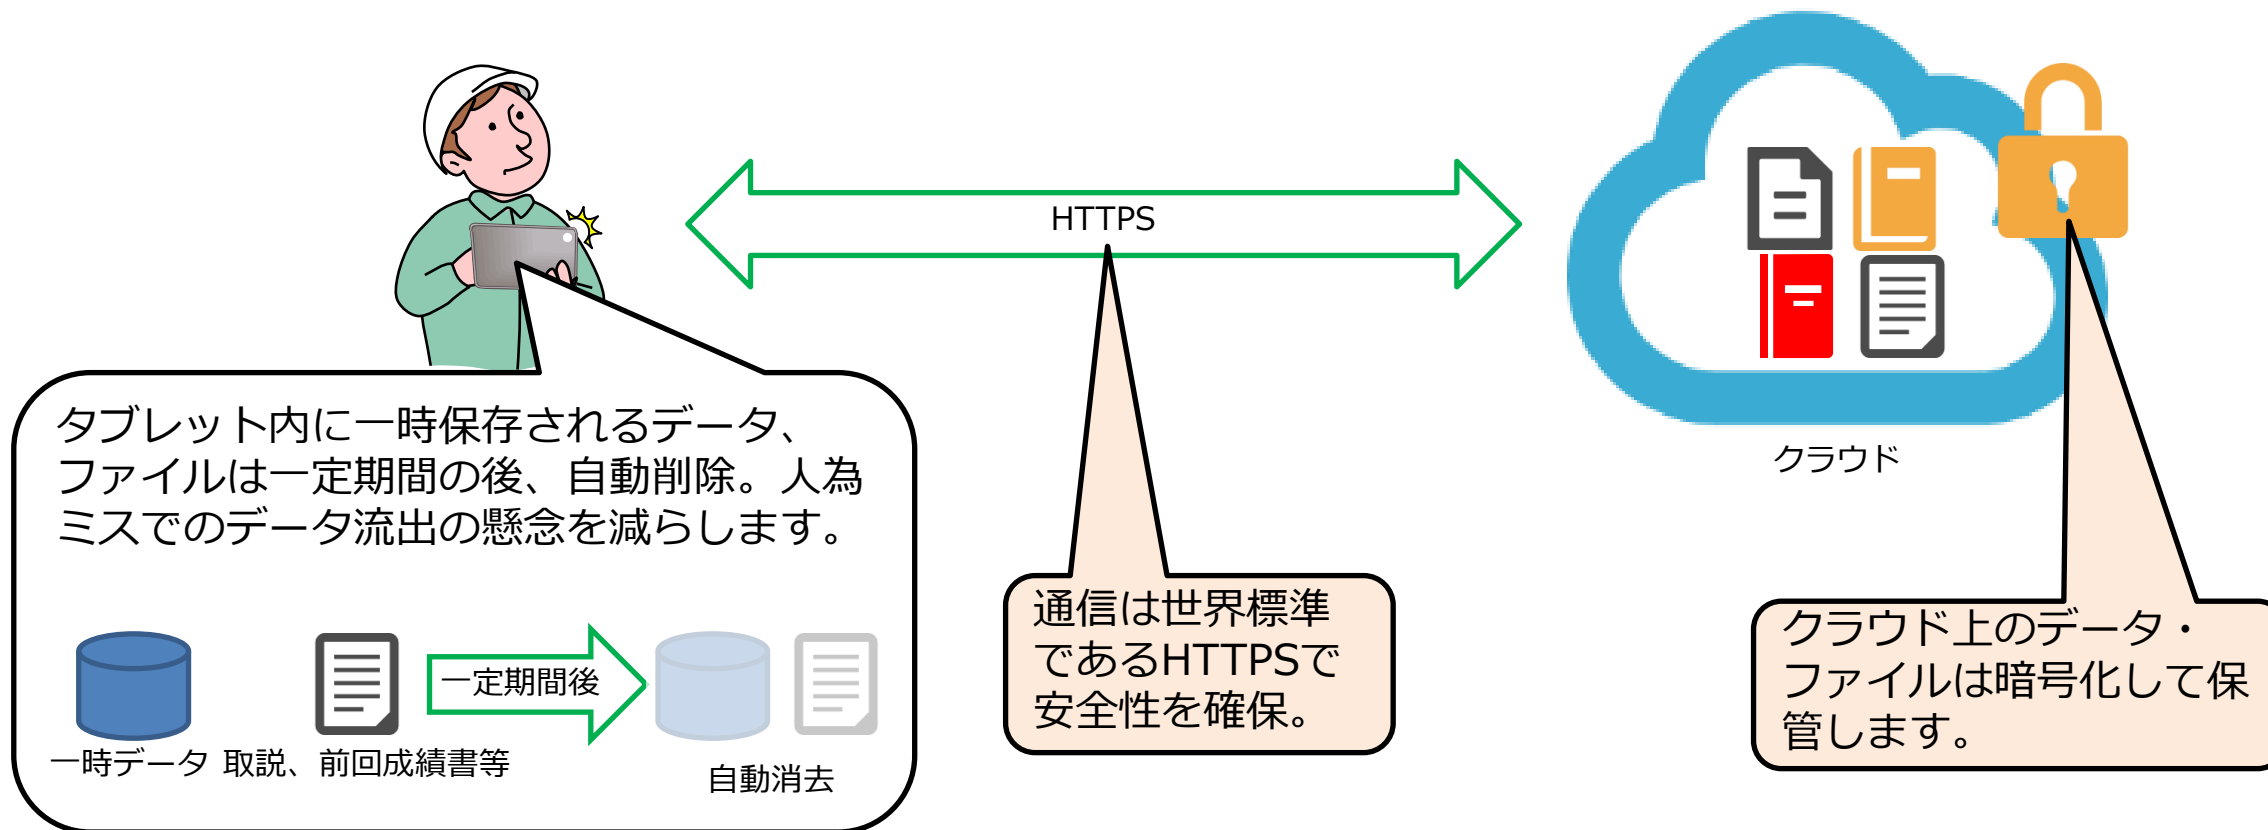 HTTPS
クラウド
タブレット内に一時保存されるデータ、
ファイルは一定期間の後、自動削除。人為
ミスでのデータ流出の懸念を減らします。
一定期間後
一時データ 取説、前回成績書等
自動消去
通信は世界標準
であるHTTPSで
安全性を確保。
クラウド上のデータ・
ファイルは暗号化して保
管します。